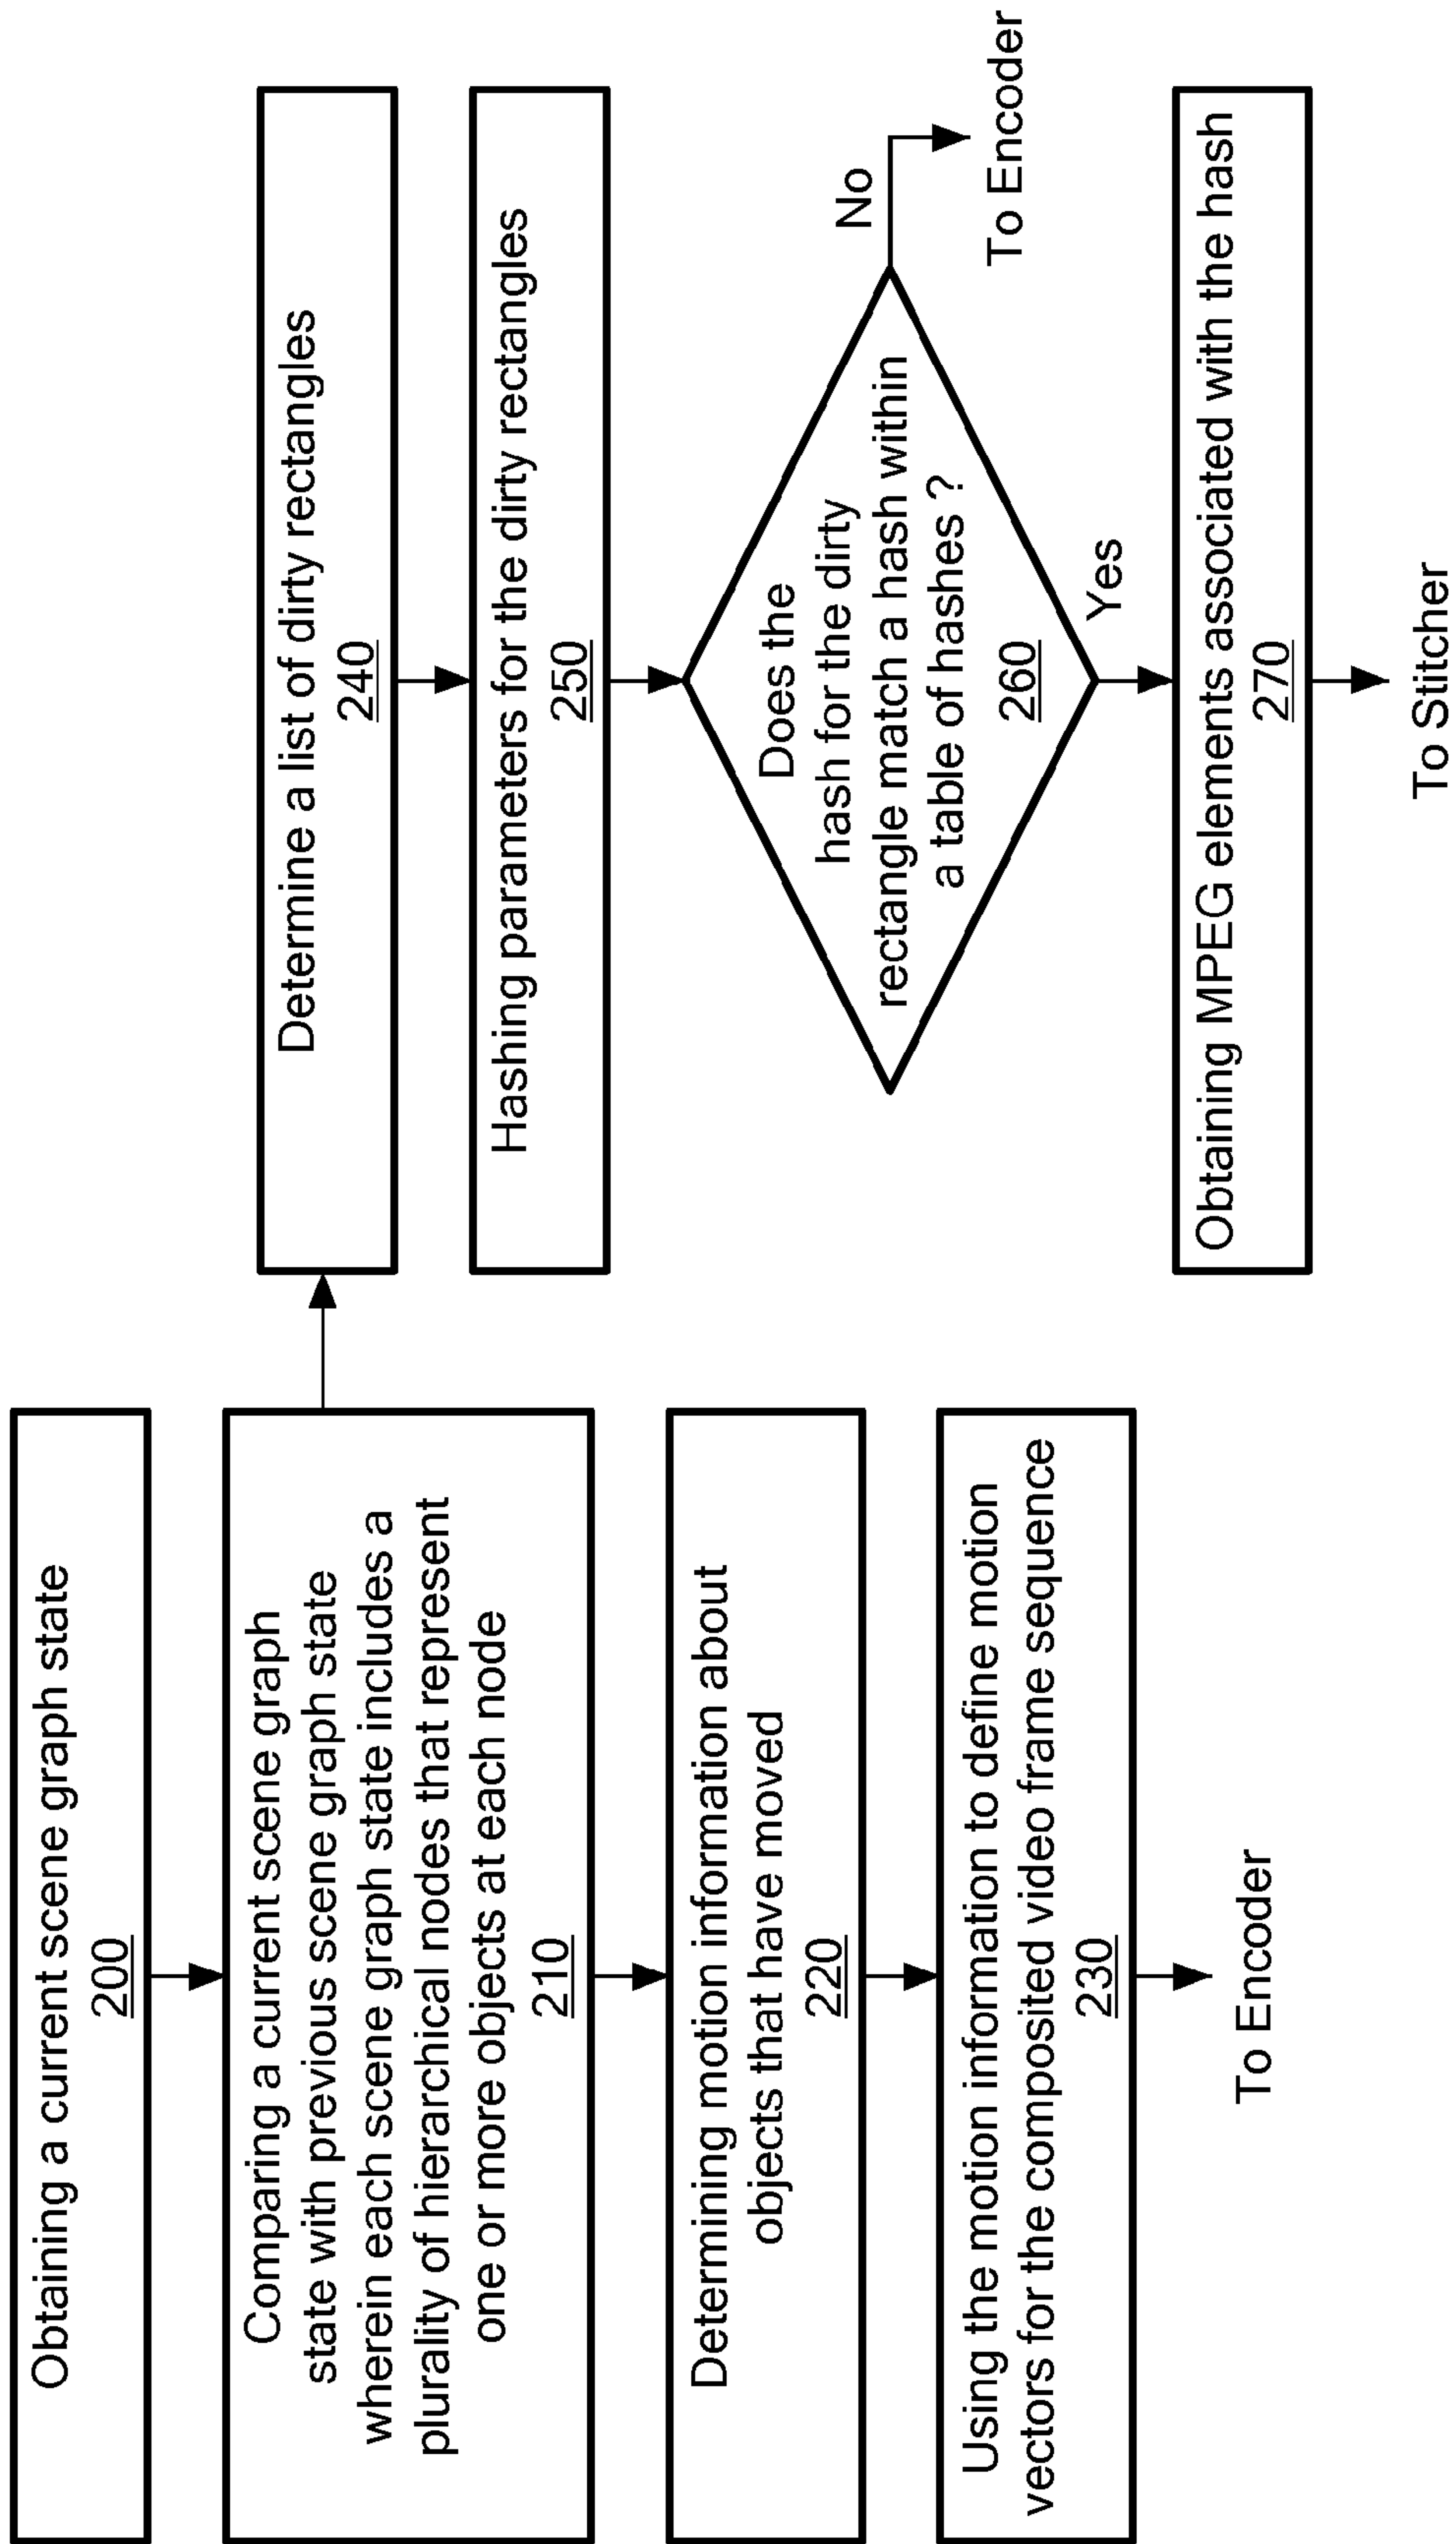 Obtaining a current scene graph state
200
Comparing a current scene graph
state with previous scene graph state
wherein each scene graph state includes a
plurality of hierarchical nodes that represent
one or more objects at each node
210
Determining motion information about
objects that have moved
220
Using the motion information to define motion
vectors for the composited video frame sequence
230
To Encoder
Determine a list of dirty rectangles
240
Hashing parameters for the dirty rectangles
250
Does the
hash for the dirty
rectangle match a hash within
a table of hashes ?
260
No
To Encoder
Yes
Obtaining MPEG elements associated with the hash
270
To Stitcher